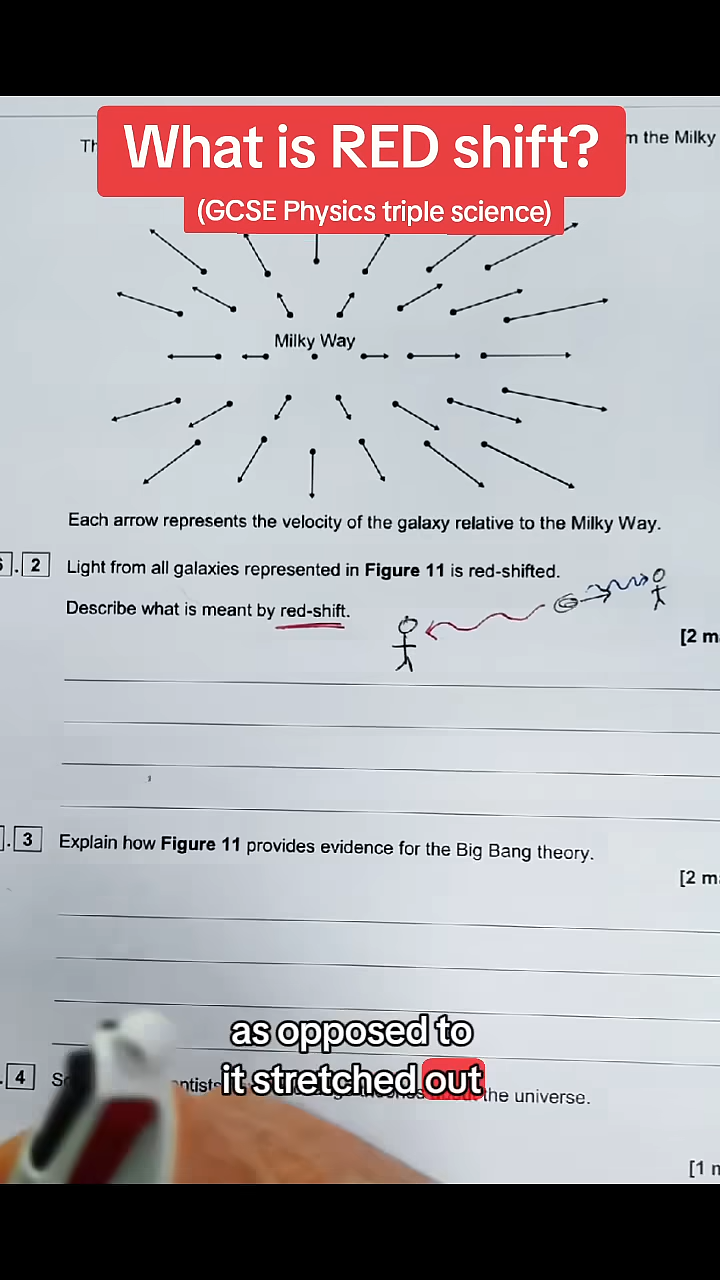 What is RED shift?
Th
m the Milky
(GCSE Physics triple science)
Milky Way
Each arrow represents the velocity of the galaxy relative to the Milky Way.
.2 Light from all galaxies represented in Figure 11 is red-shifted.
Describe what is meant by red-shift.
[2 m
.3 Explain how Figure 11 provides evidence for the Big Bang theory.
[2 m
as opposed to
it stretched out
.4 S ntists the universe.
[1 m